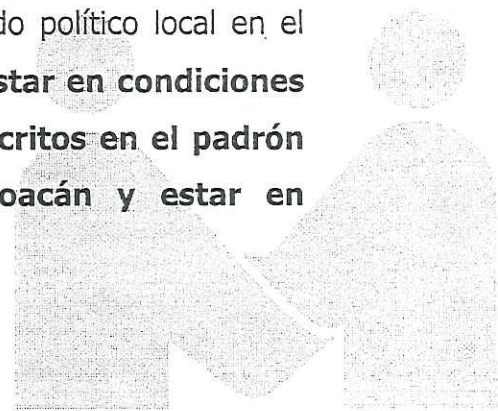 do político local en el
star en condiciones
critos en el padrón
oacán y estar en